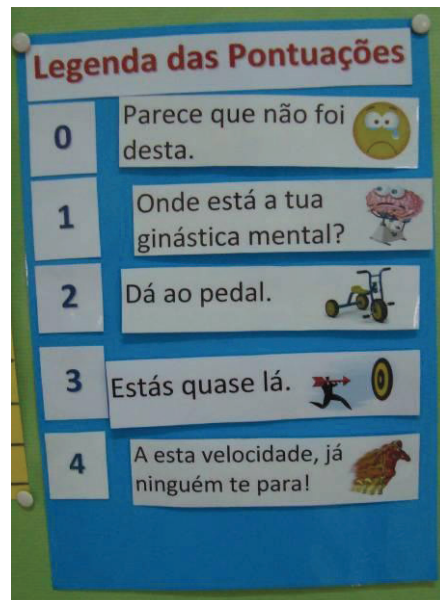 Legenda das Pontuações
0
Parece que não foi
desta.
1
Onde está a tua
ginástica mental?
2
Dá ao pedal.
3
Estás quase lá.
4
A esta velocidade, já
ninguém te para!